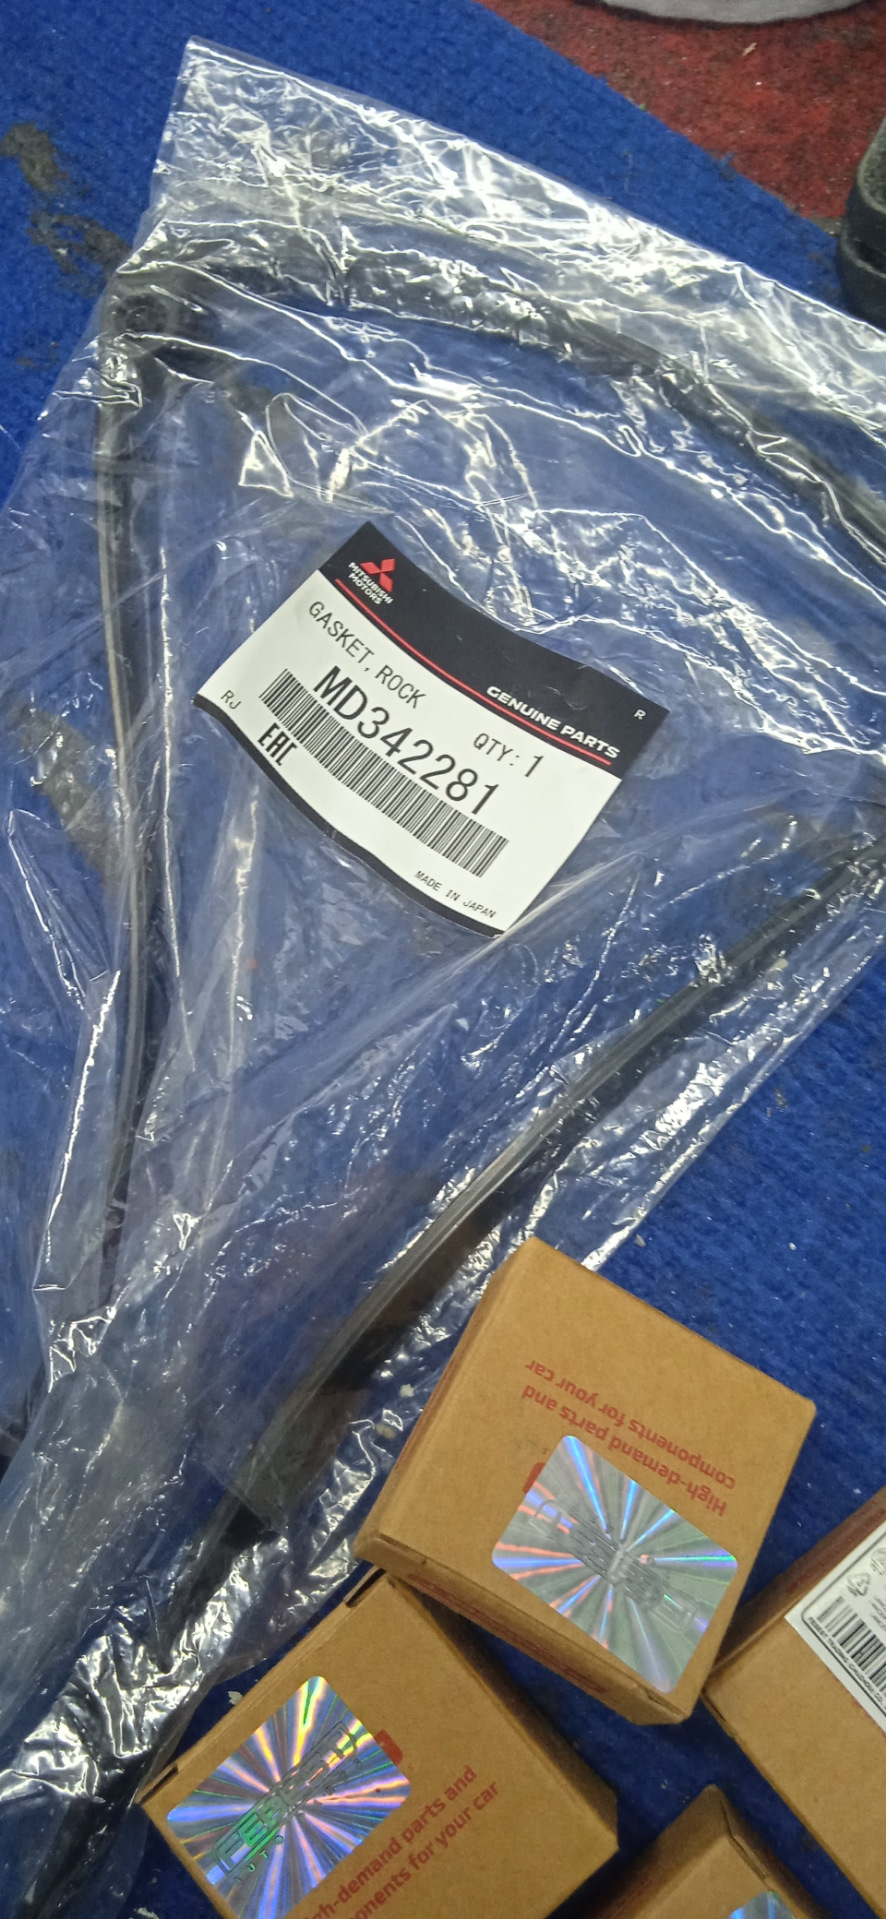 MITSUBISHI
MOTORS
GENUINE PARTS
R
GASKET, ROCK
QTY: 1
MD342281
RJ
EAC
MADE IN JAPAN
High-demand parts and
components for your car
FENOX
High-demand parts and
components for your car